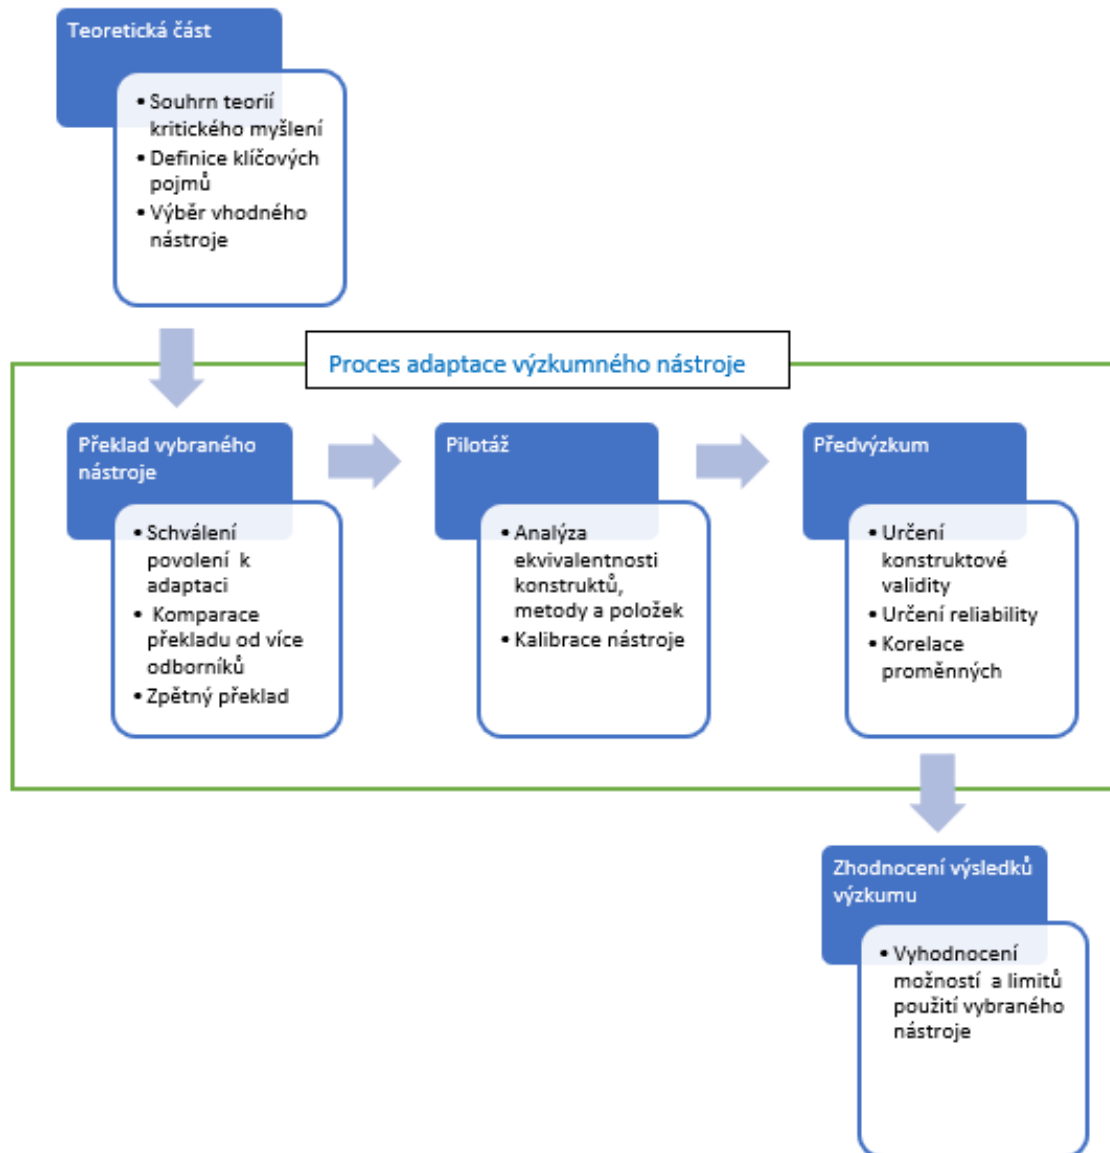 Teoretická část
• Souhrn teorií
kritického myšlení
• Definice klíčových
pojmů
• Výběr vhodného
nástroje
Proces adaptace výzkumného nástroje
Překlad vybraného
nástroje
• Schválení
povolení k
adaptaci
• Komparace
překladu od více
odborníků
• Zpětný překlad
Pilotáž
• Analýza
ekvivalentnosti
konstruktů,
metody a položek
• Kalibrace nástroje
Předvýzkum
• Určení
konstruktové
validity
• Určení reliability
• Korelace
proměnných
Zhodnocení výsledků
výzkumu
• Vyhodnocení
možností a limitů
použití vybraného
nástroje